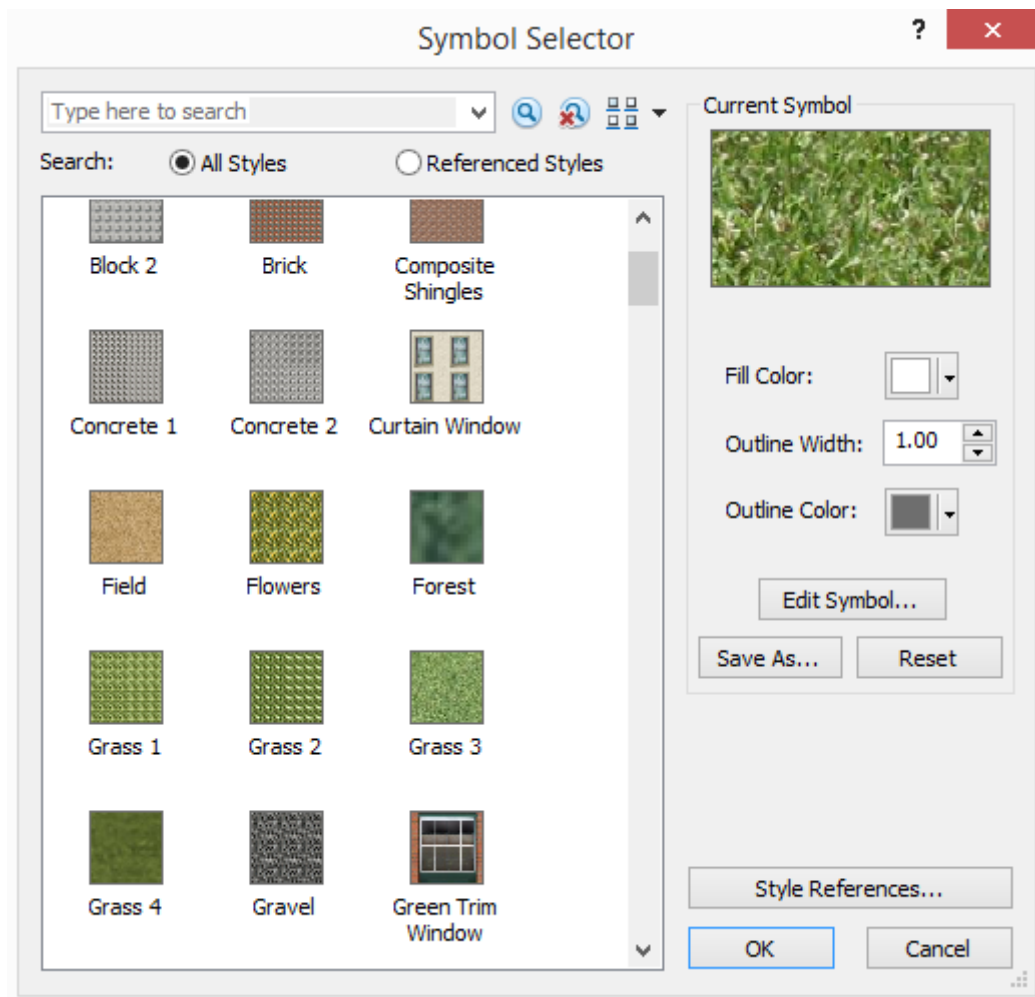 Symbol Selector
?
Type here to search
Search:
All Styles
Referenced Styles
Block 2
Brick
Composite
Shingles
Concrete 1
Concrete 2
Curtain Window
Field
Flowers
Forest
Grass 1
Grass 2
Grass 3
Grass 4
Gravel
Green Trim
Window
Current Symbol
Fill Color:
Outline Width:
1.00
Outline Color:
Edit Symbol...
Save As...
Reset
Style References...
OK
Cancel